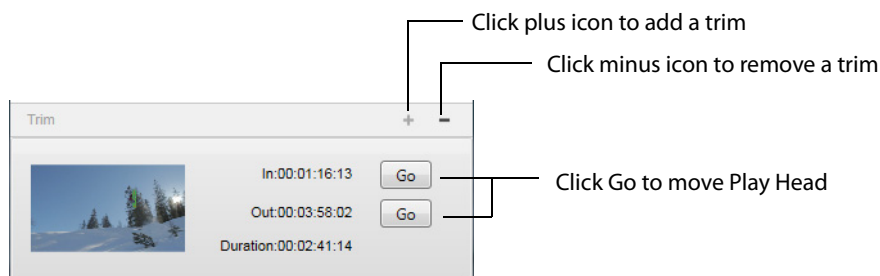 Click plus icon to add a trim
Click minus icon to remove a trim
Trim
In:00:01:16:13
Go
Click Go to move Play Head
Out:00:03:58:02
Go
Duration:00:02:41:14